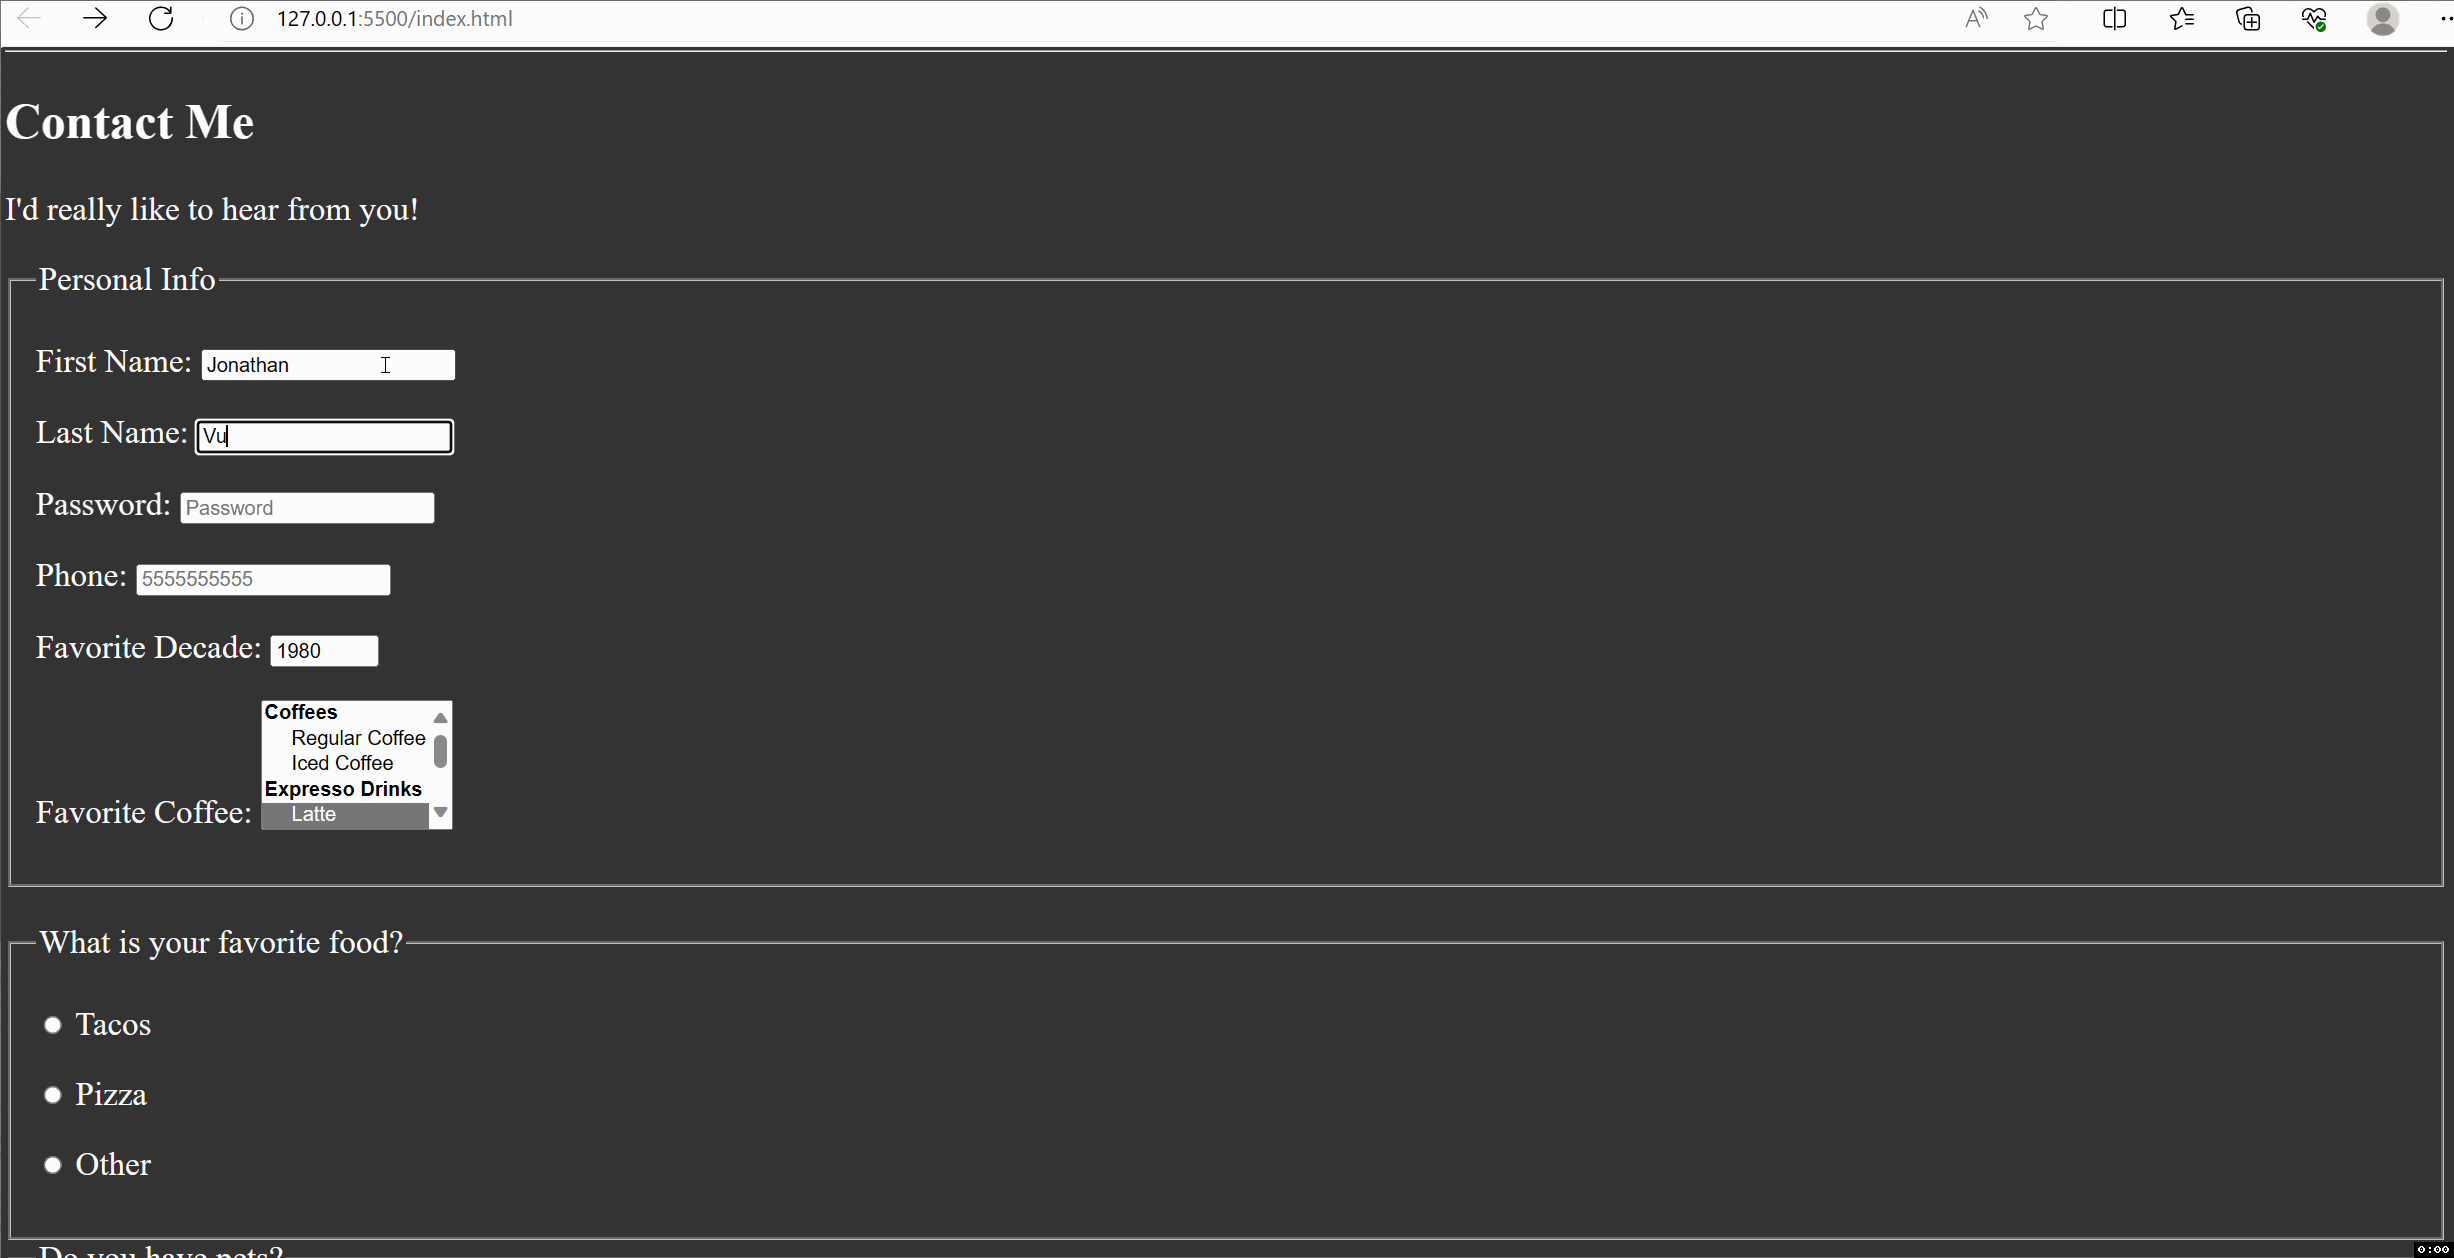 127.0.0.1:5500/index.html
Contact Me
I'd really like to hear from you!
Personal Info
First Name: Jonathan
Last Name: Vu
Password: Password
Phone: 5555555555
Favorite Decade: 1980
Coffees
Regular Coffee
Iced Coffee
Expresso Drinks
Favorite Coffee: Latte
What is your favorite food?
Tacos
Pizza
Other
Do you have pets?
0:00